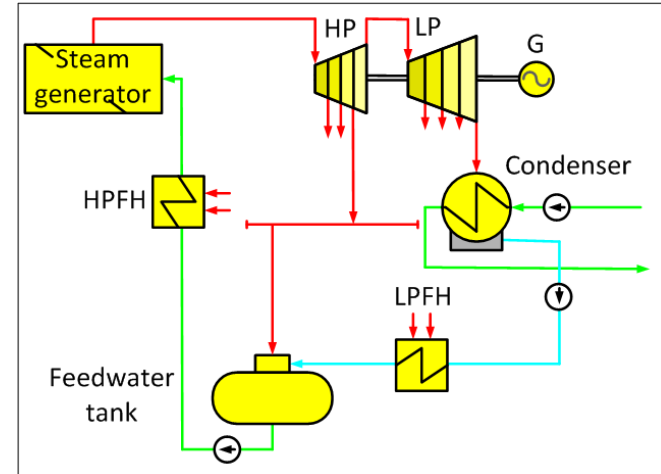 HP
LP
G
Steam
generator
Condenser
HPFH
LPFH
Feedwater
tank